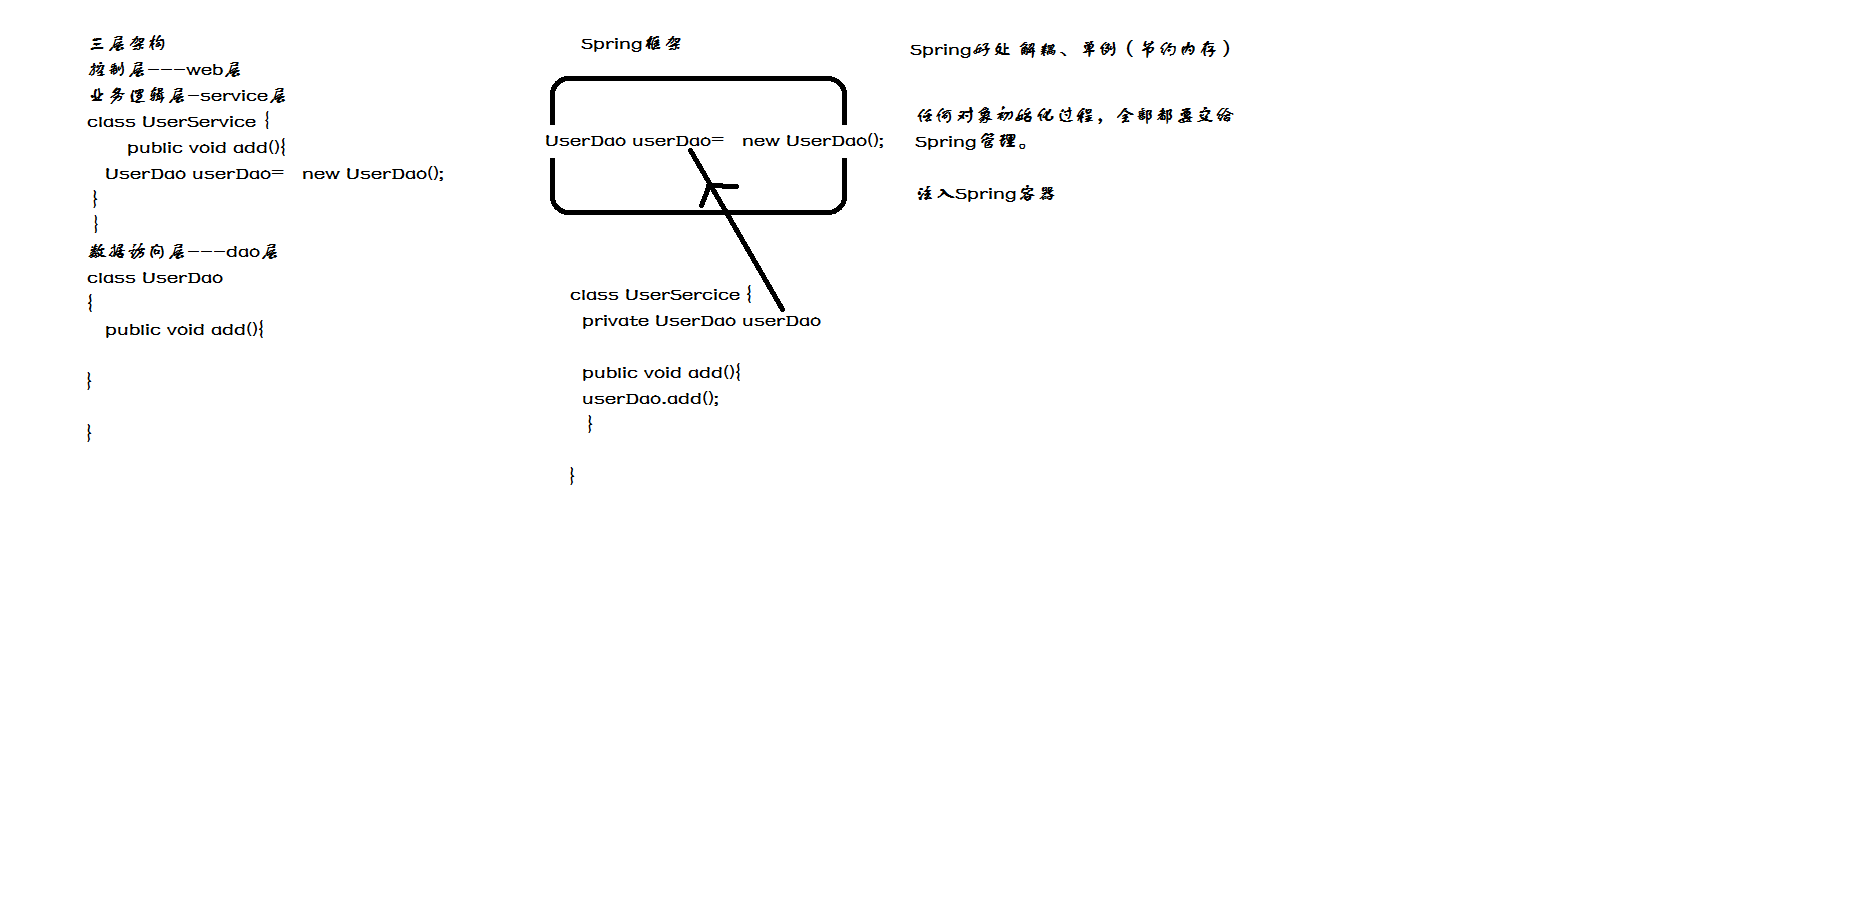 三层架构
控制层---web层
业务逻辑层-service层
class UserService {
public void add(){
UserDao userDao= new UserDao();
}
}
数据访问层---dao层
class UserDao
{
public void add(){
}
}
Spring框架
UserDao userDao= new UserDao();
class UserSercice {
private UserDao userDao
public void add(){
userDao.add();
}
}
Spring好处 解耦、单例（节约内存）
任何对象初始化过程，全部都要交给
Spring管理。
注入Spring容器